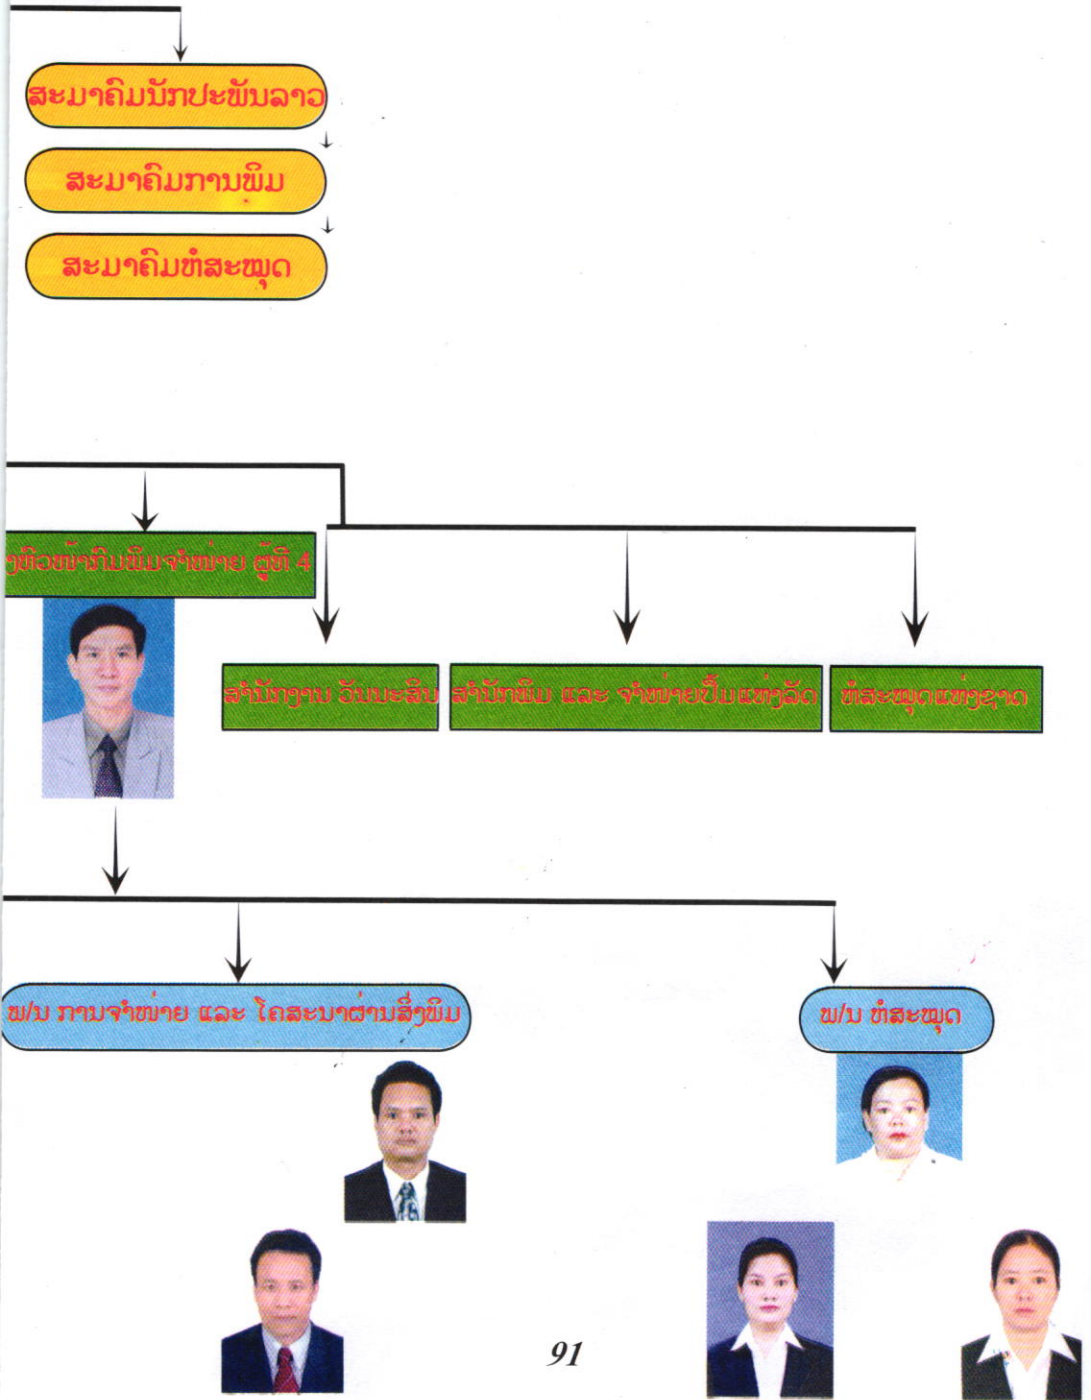 ສະມາຄົມນັກປະພັນລາວ
ສະມາຄົມການພິມ
ສະມາຄົມຫໍສະໝຸດ
ງຫົວໜ້າກົມພິມຈຳໜ່າຍ ຜູ້ທີ 4
ສຳນັກງານ ວັນນະສິນ
ສຳນັກພິມ ແລະ ຈຳໜ່າຍປຶ້ມແຫ່ງລັດ
ຫໍສະໝຸດແຫ່ງຊາດ
ພ/ນ ການຈຳໜ່າຍ ແລະ ໂຄສະນາຜ່ານສິ່ງພິມ
ພ/ນ ຫໍສະໝຸດ
91